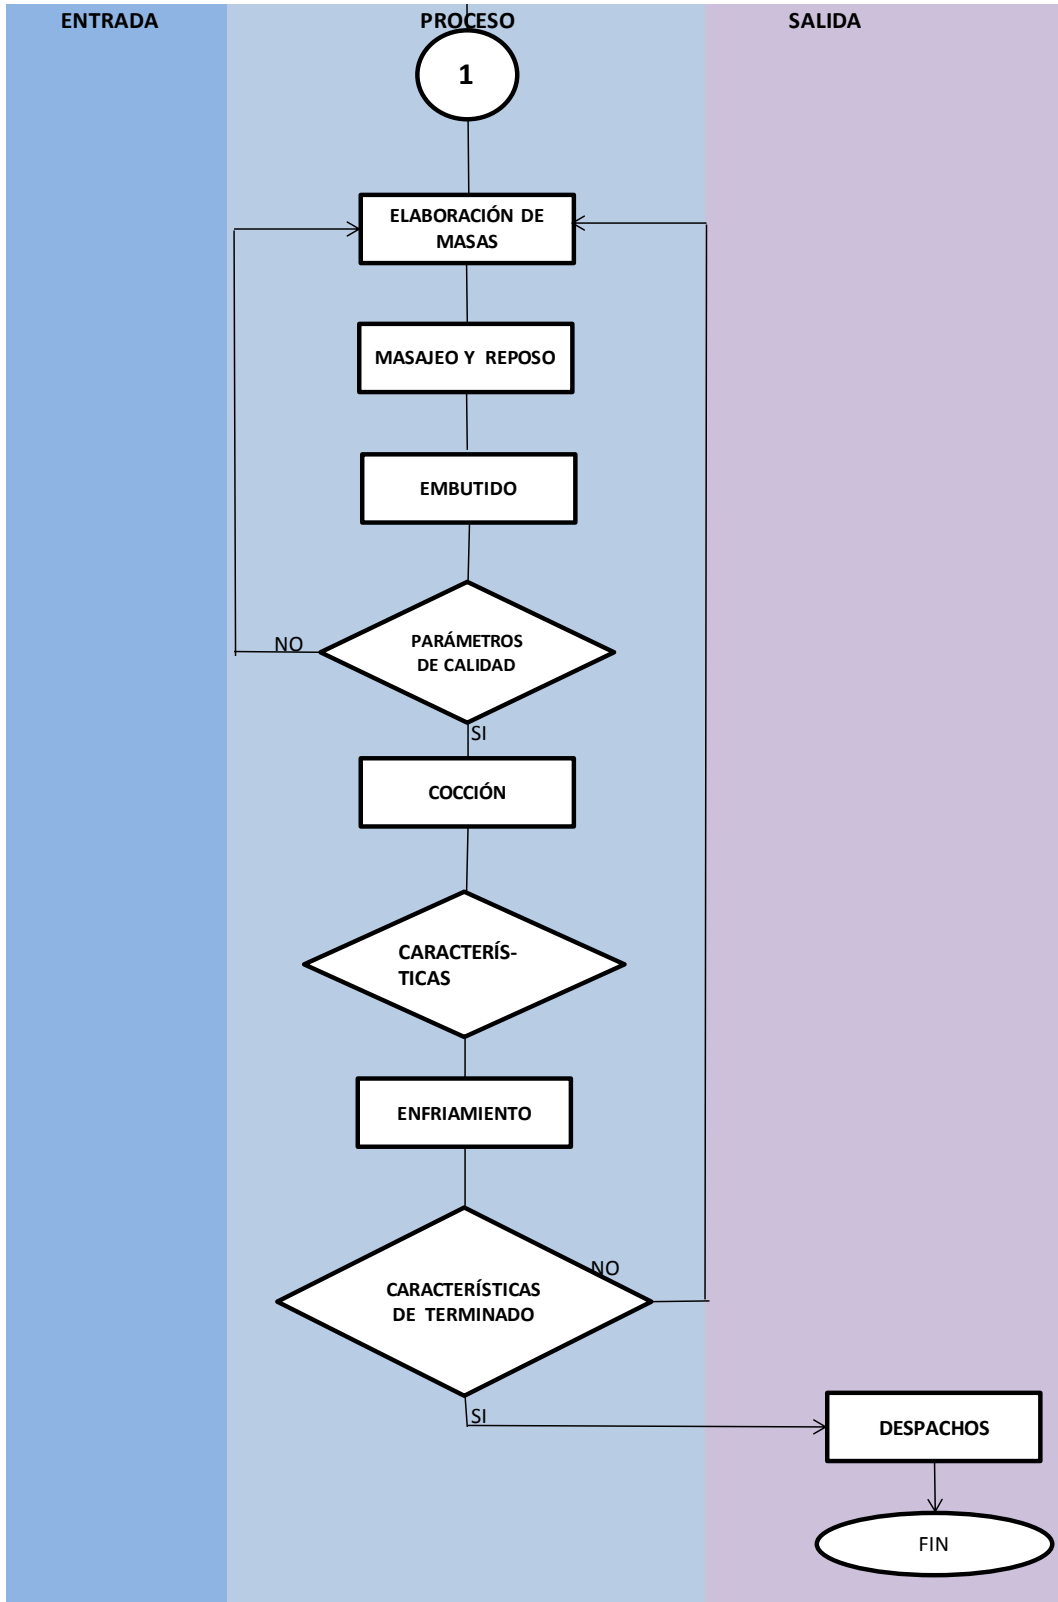 ENTRADA
PROCESO
SALIDA
1
ELABORACIÓN DE
MASAS
MASAJEO Y REPOSO
EMBUTIDO
PARÁMETROS
DE CALIDAD
NO
SI
COCCIÓN
CARACTERÍS-
TICAS
ENFRIAMIENTO
NO
CARACTERÍSTICAS
DE TERMINADO
SI
DESPACHOS
FIN